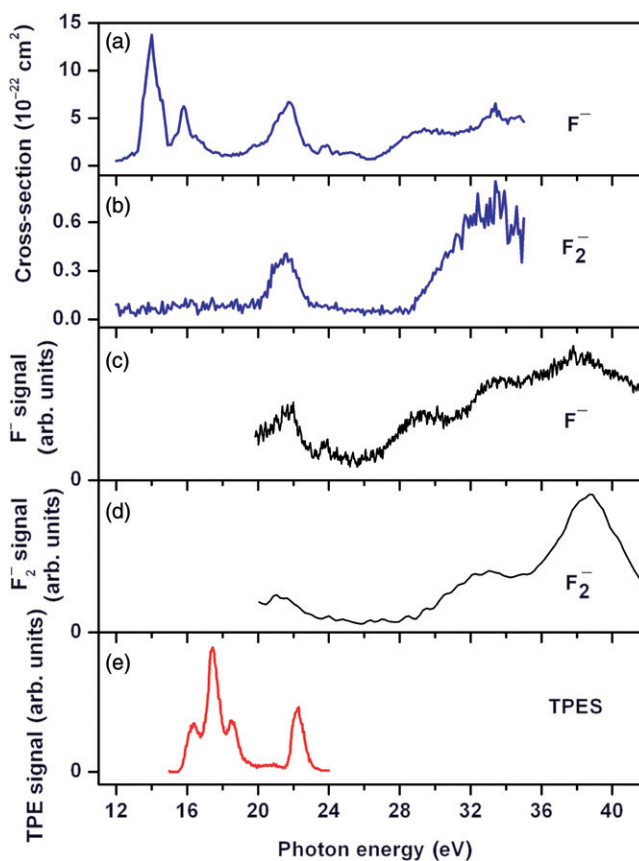 (a)
15
10
5
0
F⁻
Cross-section (10⁻²² cm²)
(b)
0.6
0.3
0.0
F₂⁻
(c)
F⁻ signal
(arb. units)
0
F⁻
(d)
F₂⁻ signal
(arb. units)
0
F₂⁻
(e)
TPE signal (arb. units)
0
TPES
12 16 20 24 28 32 36 40
Photon energy (eV)